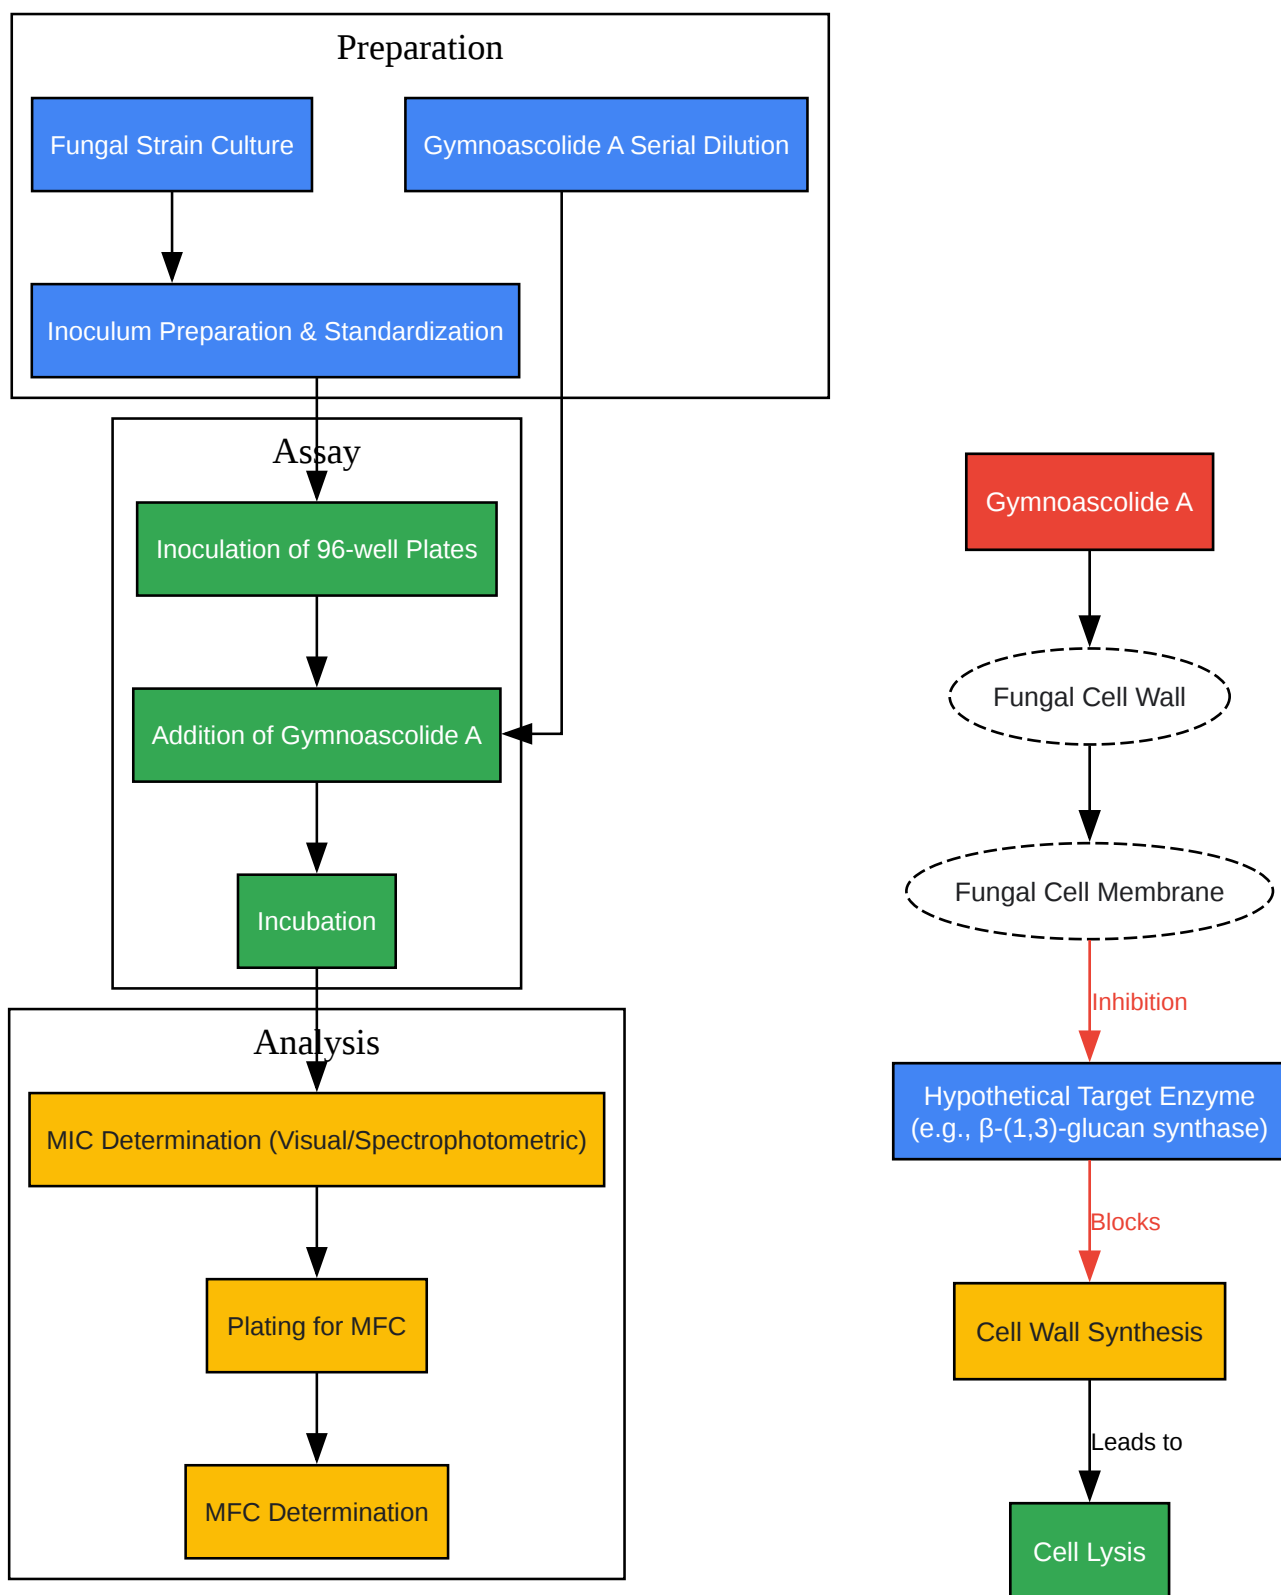 Preparation
Fungal Strain Culture
Gymnoascolide A Serial Dilution
Inoculum Preparation & Standardization
Assay
Inoculation of 96-well Plates
Addition of Gymnoascolide A
Incubation
Analysis
MIC Determination (Visual/Spectrophotometric)
Plating for MFC
MFC Determination
Gymnoascolide A
Fungal Cell Wall
Fungal Cell Membrane
Inhibition
Hypothetical Target Enzyme
(e.g., β-(1,3)-glucan synthase)
Blocks
Cell Wall Synthesis
Leads to
Cell Lysis